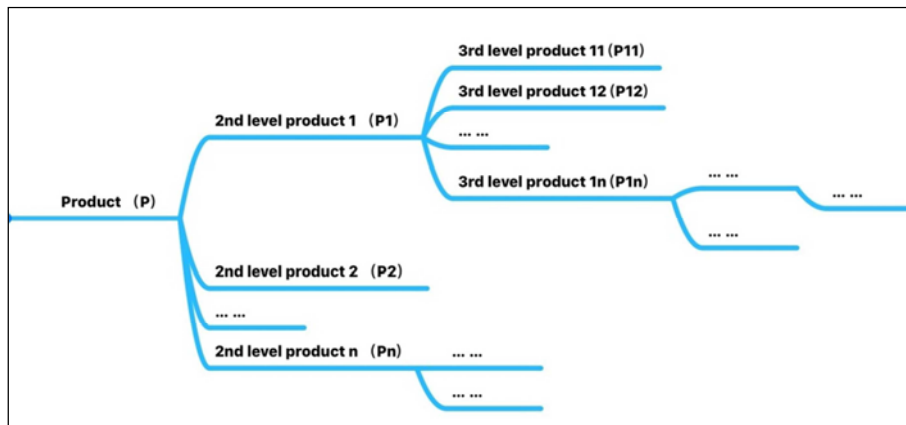 3rd level product 11 (P11)
3rd level product 12 (P12)
2nd level product 1 (P1)
... ...
3rd level product 1n (P1n)
... ...
... ...
Product (P)
... ...
2nd level product 2 (P2)
... ...
2nd level product n (Pn)
... ...
... ...